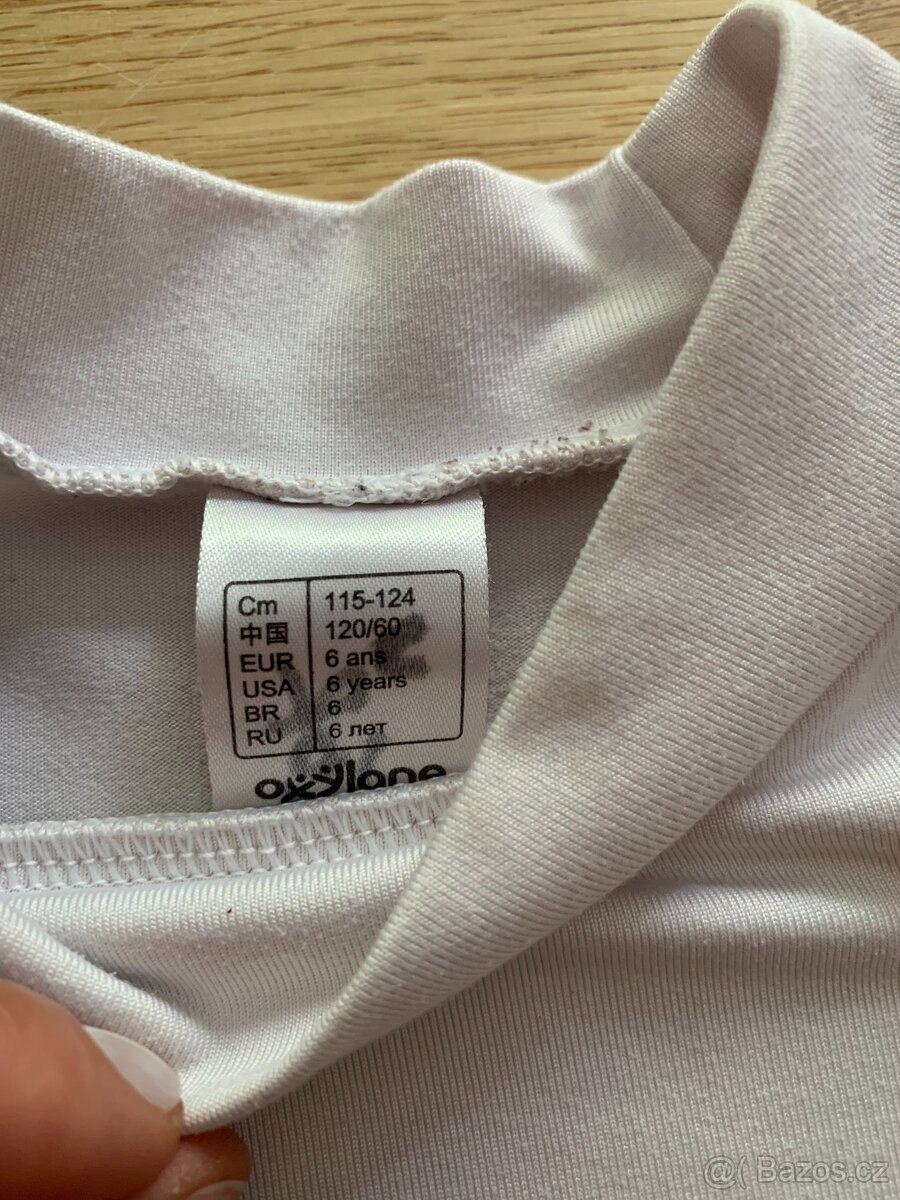 Cm 115-124
中国 120/60
EUR 6 ans
USA 6 years
BR 6
RU 6 лет
oxylane
@( Bazos.cz